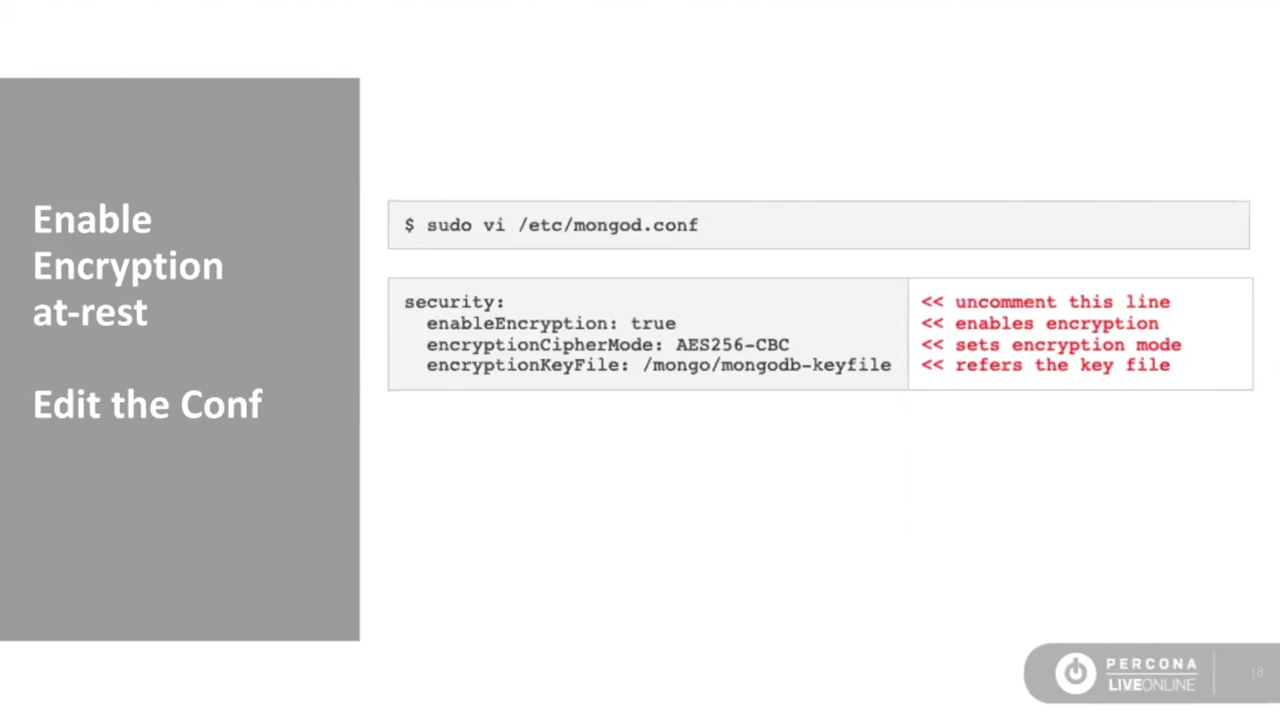 Enable
Encryption
at-rest
Edit the Conf
$ sudo vi /etc/mongod.conf
security: << uncomment this line
enableEncryption: true << enables encryption
encryptionCipherMode: AES256-CBC << sets encryption mode
encryptionKeyFile: /mongo/mongodb-keyfile << refers the key file
PERCONA
LIVEONLINE
18